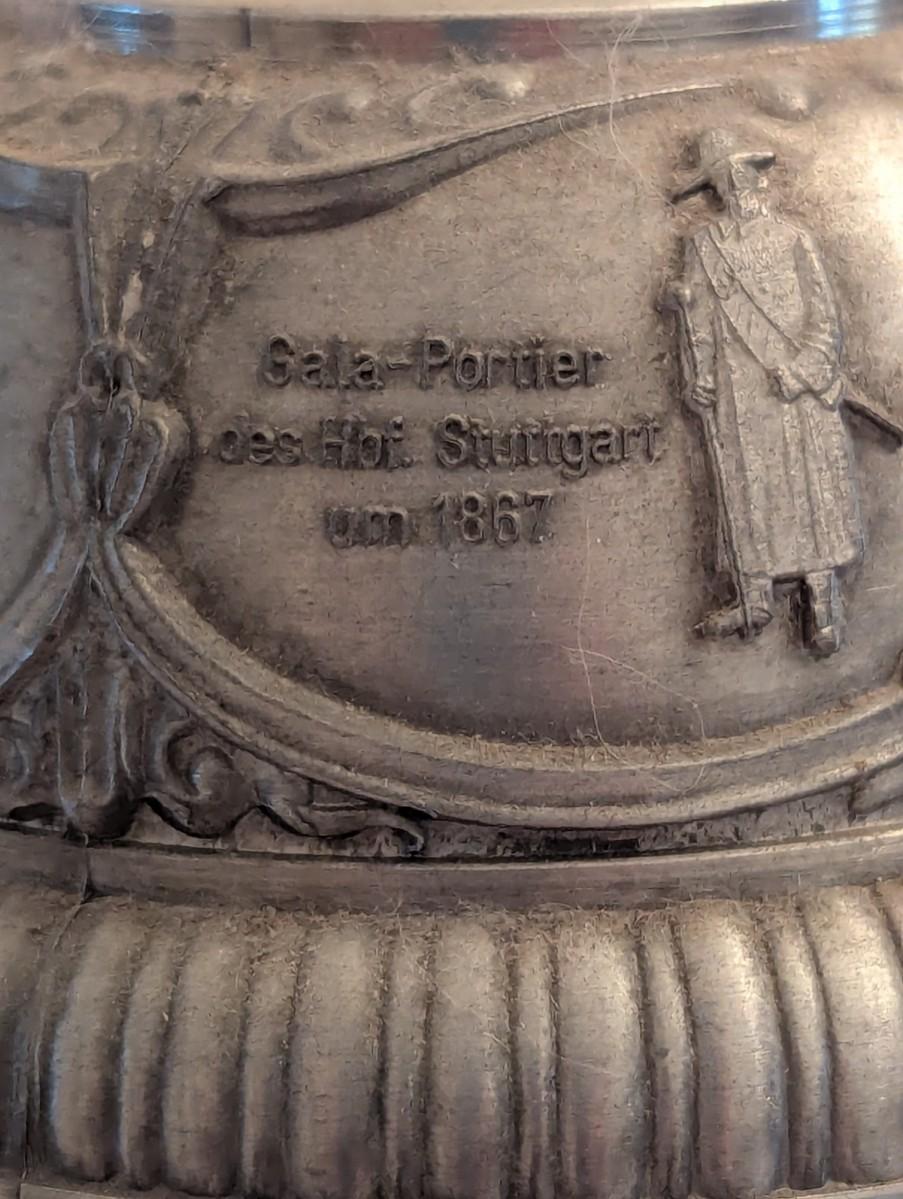 Gala-Portier
des Hbf. Stuttgart
um 1867